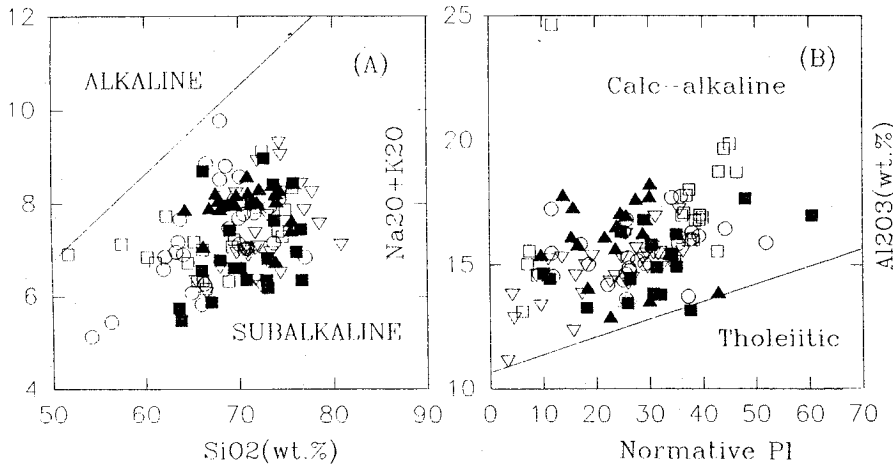 12
10
8
6
4
50
60
70
80
90
SiO2(wt.%)
Na2O+K2O
ALKALINE
(A)
SUBALKALINE
25
20
15
10
0
10
20
30
40
50
60
70
Normative Pl
Al2O3(wt.%)
(B)
Calc-alkaline
Tholeiitic